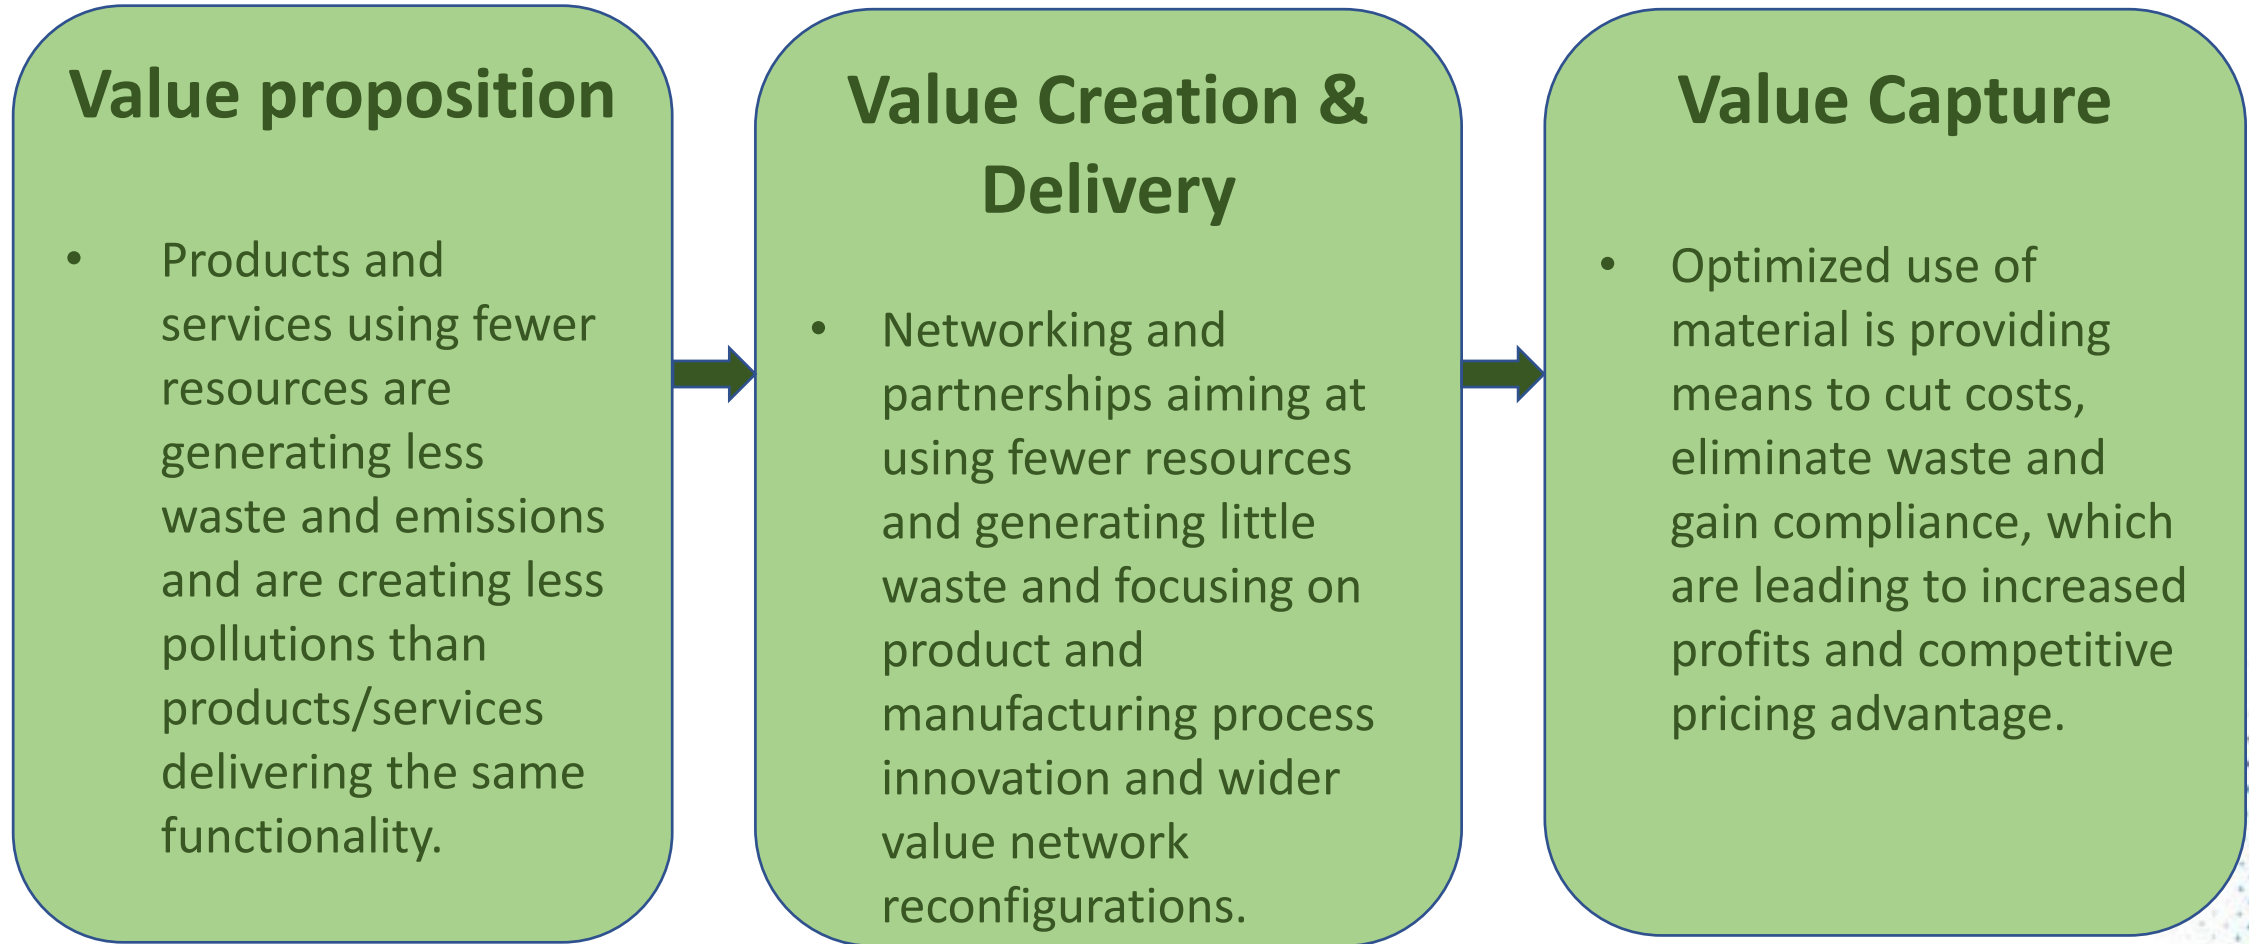 Value proposition
• Products and
services using fewer
resources are
generating less
waste and emissions
and are creating less
pollutions than
products/services
delivering the same
functionality.
Value Creation &
Delivery
• Networking and
partnerships aiming at
using fewer resources
and generating little
waste and focusing on
product and
manufacturing process
innovation and wider
value network
reconfigurations.
Value Capture
• Optimized use of
material is providing
means to cut costs,
eliminate waste and
gain compliance, which
are leading to increased
profits and competitive
pricing advantage.